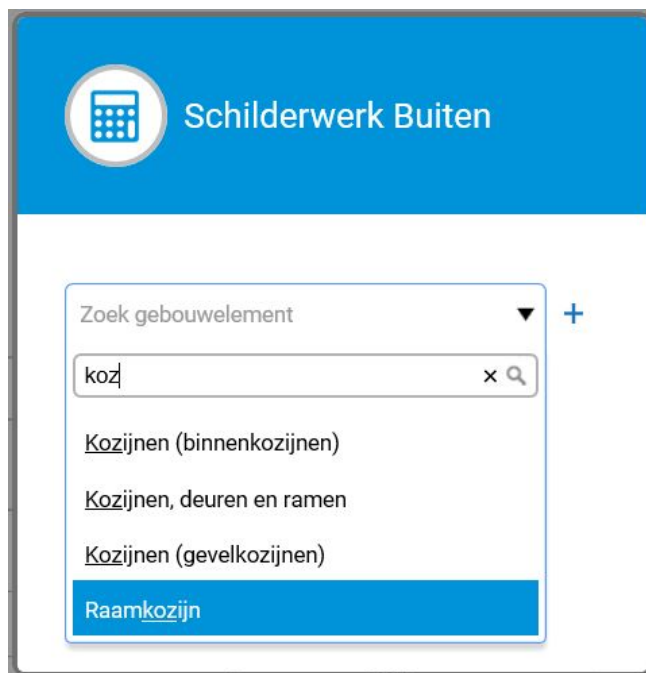 Schilderwerk Buiten
Zoek gebouwelement
koz
Kozijnen (binnenkozijnen)
Kozijnen, deuren en ramen
Kozijnen (gevelkozijnen)
Raamkozijn